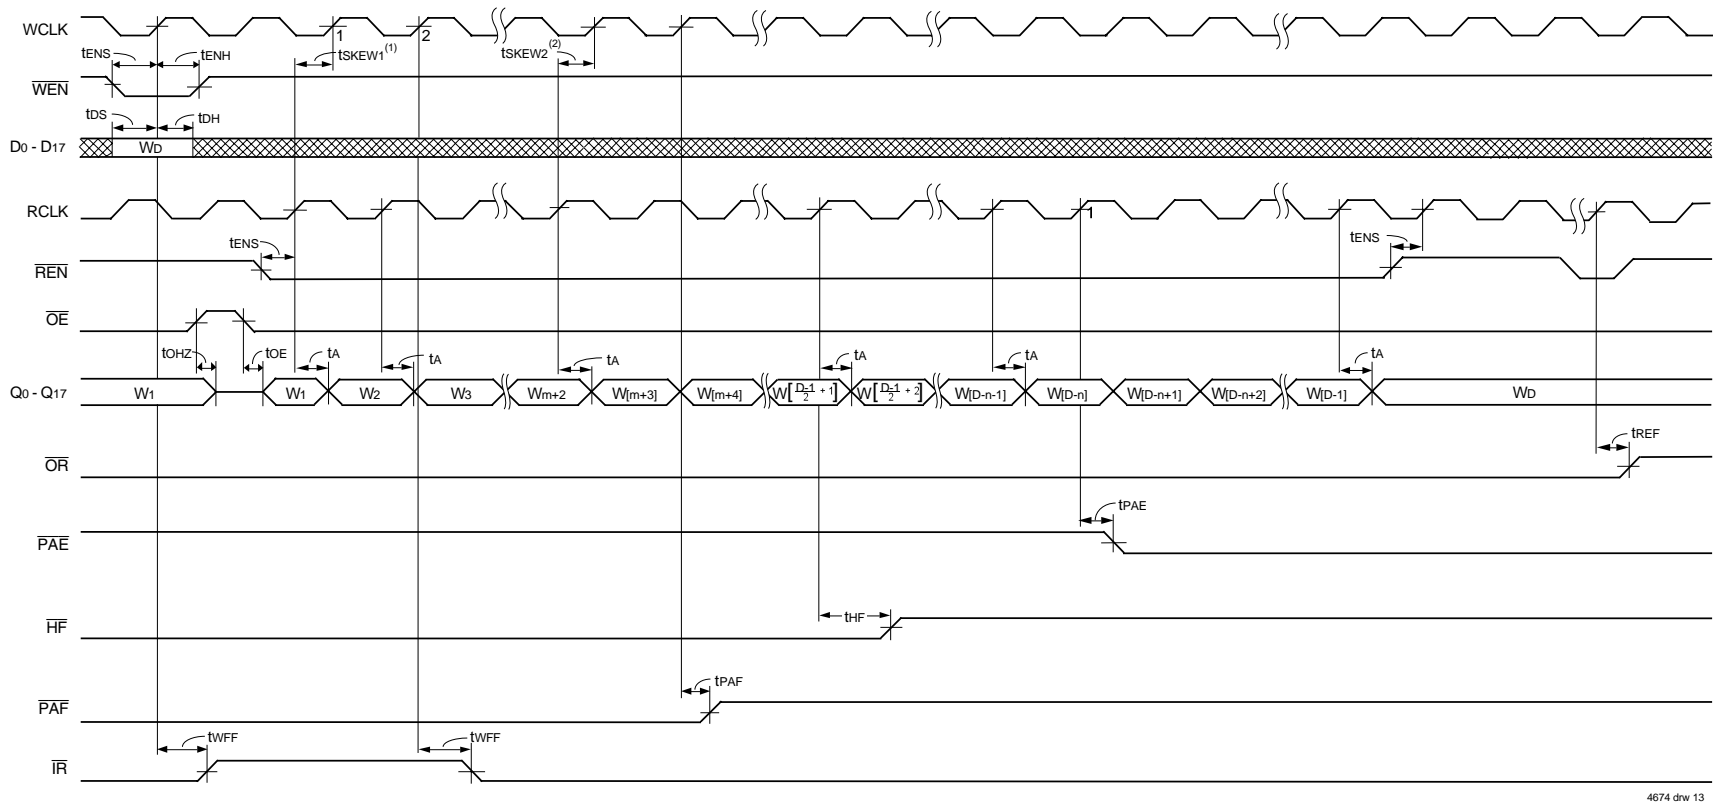 WCLK
1
2
tENS
tENH
tSKEW1(1)
tSKEW2(2)
WEN
tDS
tDH
D0 - D17
WD
RCLK
1
tENS
tENS
REN
OE
tOHZ
tOE
tA
tA
tA
tA
tA
tA
Q0 - Q17
W1
W1
W2
W3
Wm+2
W[m+3]
W[m+4]
W[D-1/2 + 1]
W[D-1/2 + 2]
W[D-n-1]
W[D-n]
W[D-n+1]
W[D-n+2]
W[D-1]
WD
tREF
OR
tPAE
PAE
tHF
HF
tPAF
PAF
tWFF
tWFF
IR
4674 drw 13